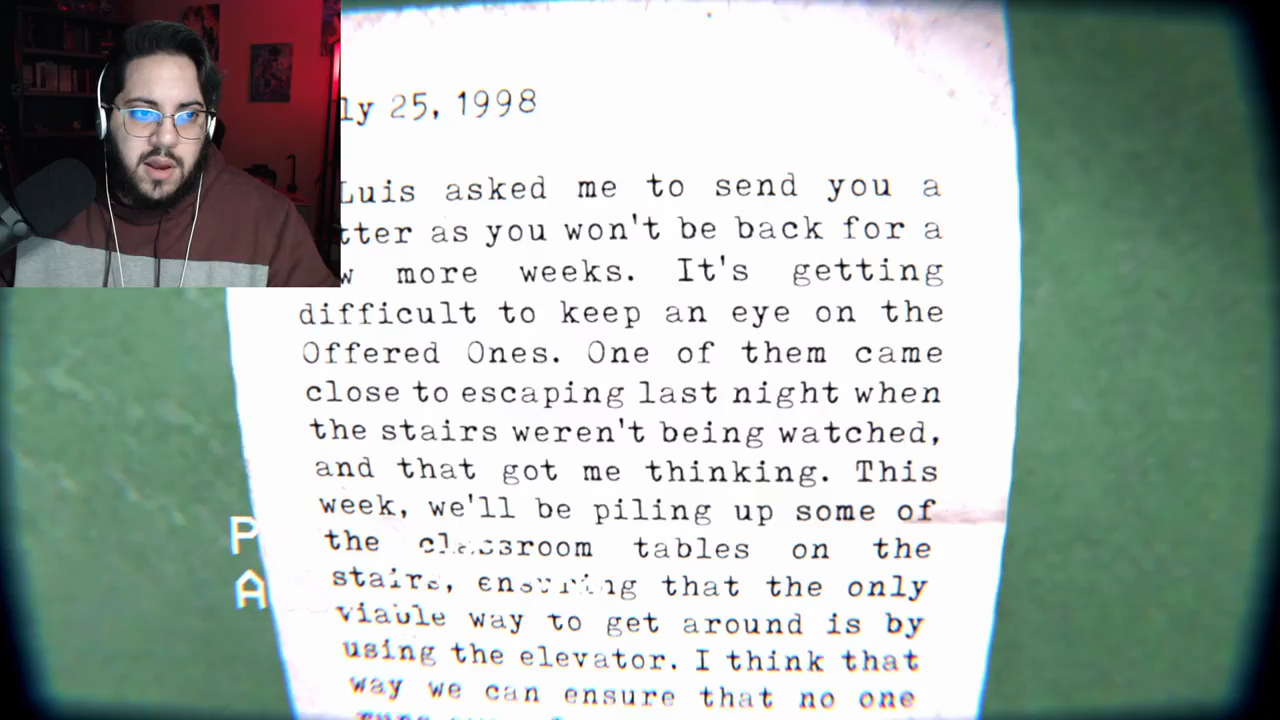 ly 25, 1998
Luis asked me to send you a
tter as you won't be back for a
w more weeks. It's getting
difficult to keep an eye on the
Offered Ones. One of them came
close to escaping last night when
the stairs weren't being watched,
and that got me thinking. This
week, we'll be piling up some of
the classroom tables on the
stairs, ensuring that the only
viable way to get around is by
using the elevator. I think that
way we can ensure that no one
P
A